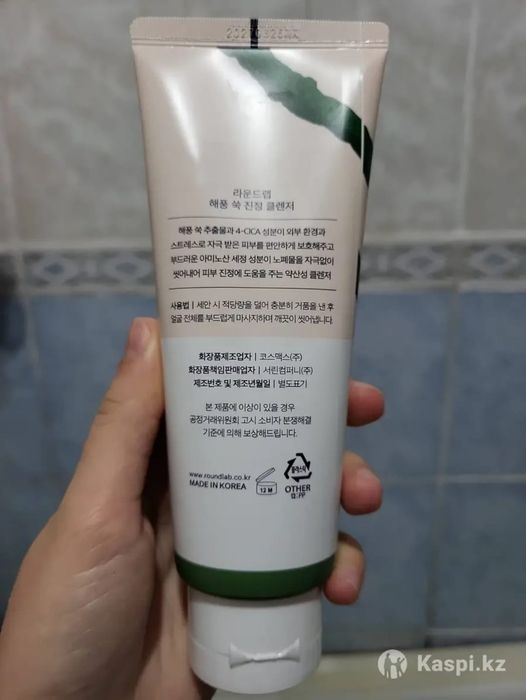 라운드랩
해풍 쑥 진정 클렌저
해풍 쑥 추출물과 4-CICA 성분이 외부 환경과
스트레스로 자극 받은 피부를 편안하게 보호해주고
부드러운 아미노산 세정 성분이 노폐물을 자극없이
씻어내어 피부 진정에 도움을 주는 약산성 클렌저
사용법 | 세안 시 적당량을 덜어 충분히 거품을 낸 후
얼굴 전체를 부드럽게 마사지하며 깨끗이 씻어냅니다.
화장품제조업자 | 코스맥스(주)
화장품책임판매업자 | 서린컴퍼니(주)
제조번호 및 제조년월일 | 별도표기
본 제품에 이상이 있을 경우
공정거래위원회 고시 소비자 분쟁해결
기준에 의해 보상해드립니다.
www.roundlab.co.kr
MADE IN KOREA
12 M
플라스틱
OTHER
캡:PP
Kaspi.kz